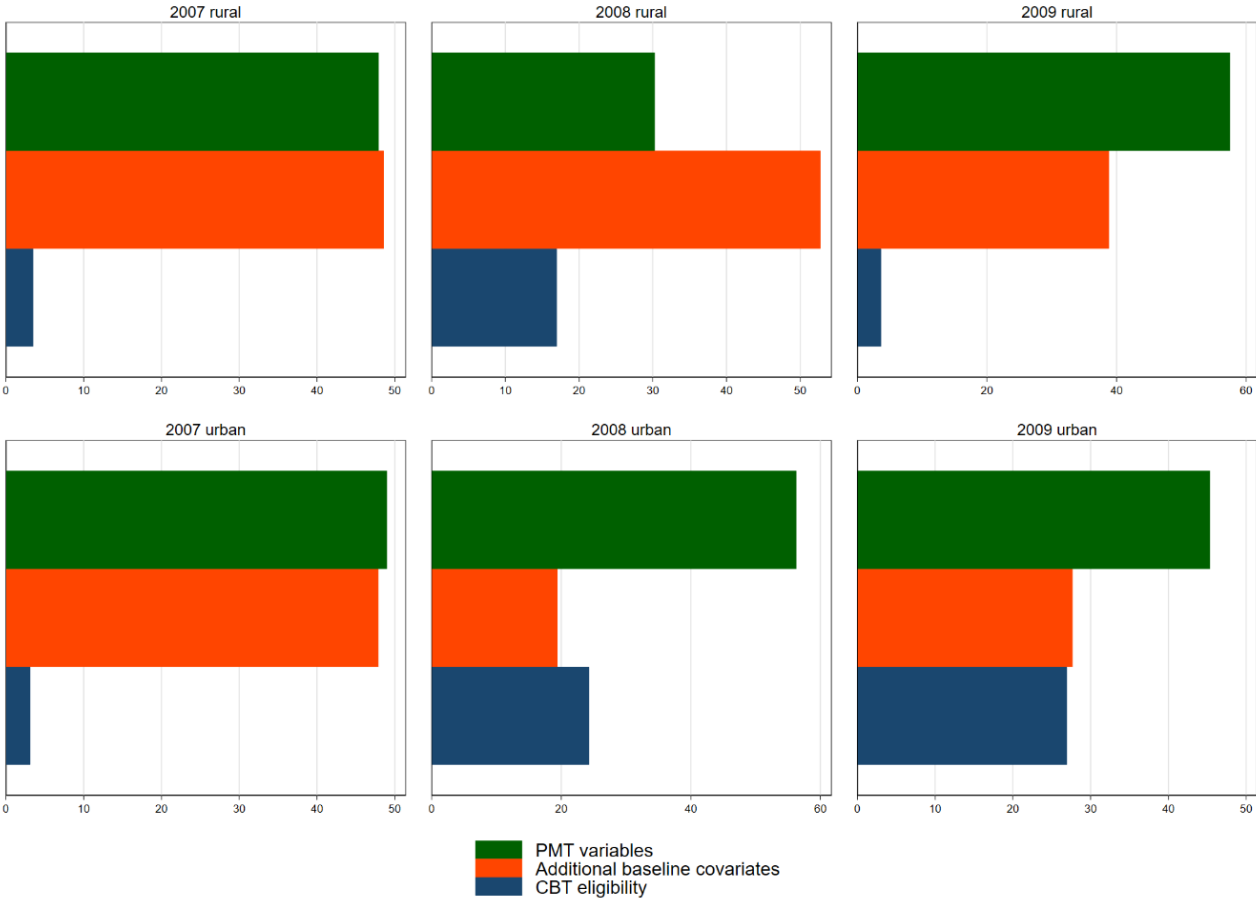 2007 rural
2008 rural
2009 rural
0 10 20 30 40 50
0 10 20 30 40 50
0 20 40 60
2007 urban
2008 urban
2009 urban
0 10 20 30 40 50
0 20 40 60
0 10 20 30 40 50
PMT variables
Additional baseline covariates
CBT eligibility